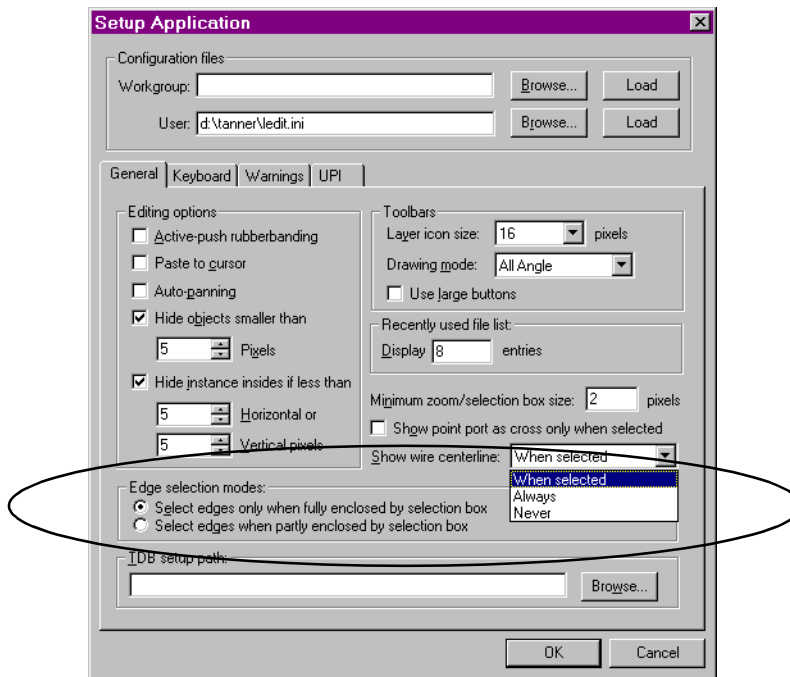 Setup Application
Configuration files
Workgroup:
Browse...
Load
User: d:\tanner\ledit.ini
Browse...
Load
General
Keyboard
Warnings
UPI
Editing options
Active-push rubberbanding
Paste to cursor
Auto-panning
Hide objects smaller than
5 Pixels
Hide instance insides if less than
5 Horizontal or
5 Vertical pixels
Toolbars
Layer icon size: 16 pixels
Drawing mode: All Angle
Use large buttons
Recently used file list:
Display 8 entries
Minimum zoom/selection box size: 2 pixels
Show point port as cross only when selected
Show wire centerline: When selected
When selected
Always
Never
Edge selection modes:
Select edges only when fully enclosed by selection box
Select edges when partly enclosed by selection box
TDB setup path:
Browse...
OK
Cancel